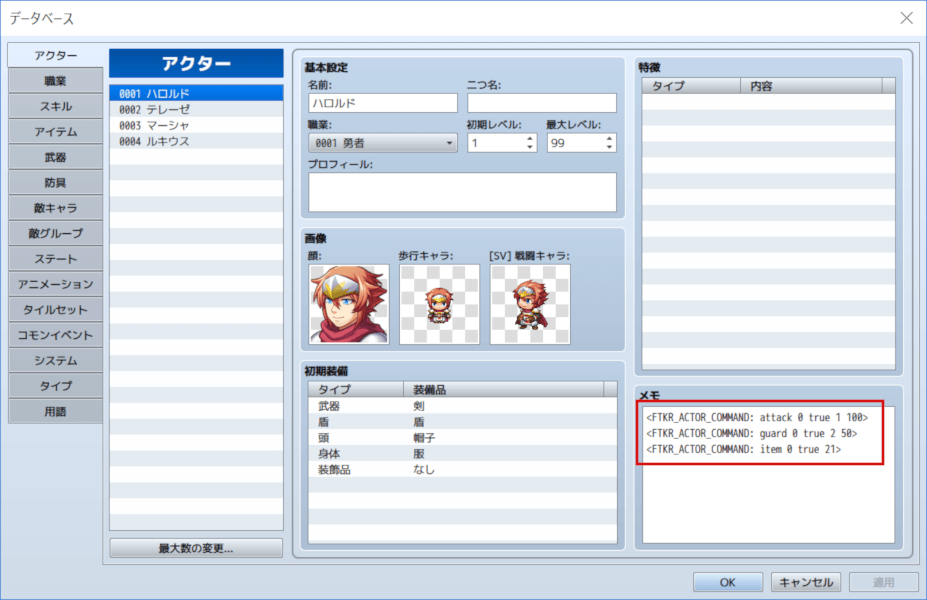 データベース
アクター
職業
スキル
アイテム
武器
防具
敵キャラ
敵グループ
ステート
アニメーション
タイルセット
コモンイベント
システム
タイプ
用語
アクター
0001 ハロルド
0002 テレーゼ
0003 マーシャ
0004 ルキウス
最大数の変更...
基本設定
名前:
二つ名:
ハロルド
職業:
初期レベル:
最大レベル:
0001 勇者
1
99
プロフィール:
画像
顔:
歩行キャラ:
[SV] 戦闘キャラ:
初期装備
タイプ 装備品
武器 剣
盾 盾
頭 帽子
身体 服
装飾品 なし
特徴
タイプ 内容
メモ
<FTKR_ACTOR_COMMAND: attack 0 true 1 100>
<FTKR_ACTOR_COMMAND: guard 0 true 2 50>
<FTKR_ACTOR_COMMAND: item 0 true 21>
OK
キャンセル
適用